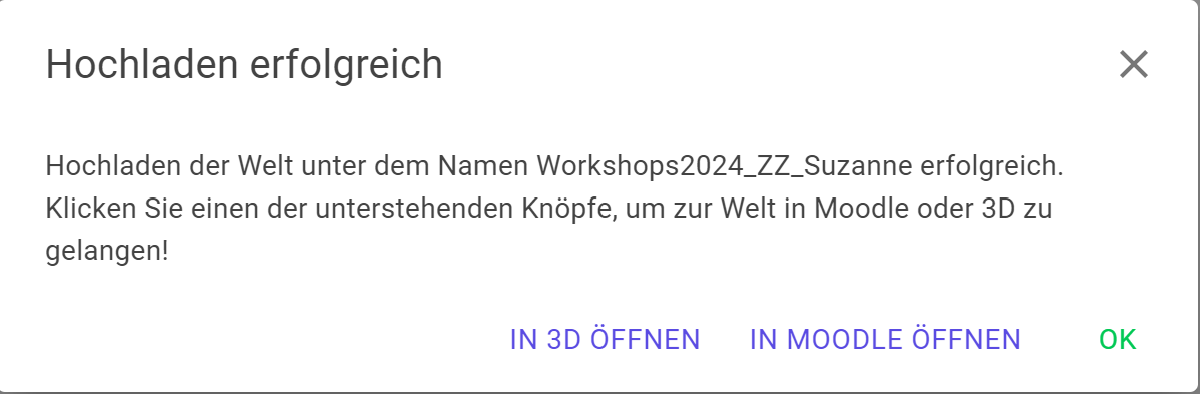 Hochladen erfolgreich
Hochladen der Welt unter dem Namen Workshops2024_ZZ_Suzanne erfolgreich.
Klicken Sie einen der unterstehenden Knöpfe, um zur Welt in Moodle oder 3D zu
gelangen!
IN 3D ÖFFNEN IN MOODLE ÖFFNEN OK